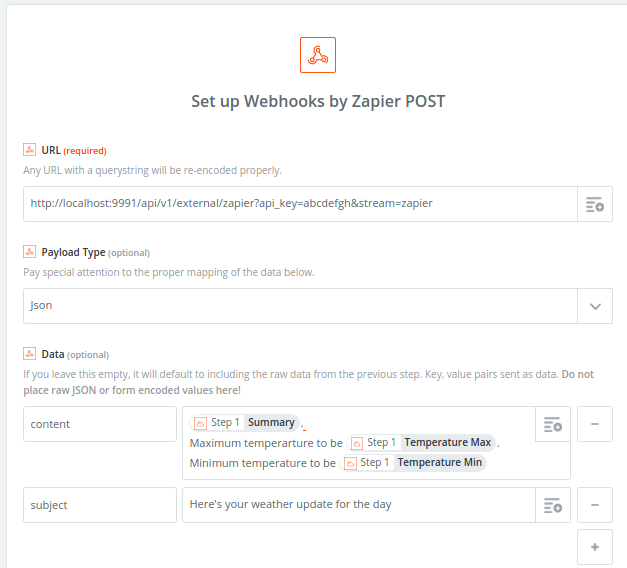 Set up Webhooks by Zapier POST
URL (required)
Any URL with a querystring will be re-encoded properly.
http://localhost:9991/api/v1/external/zapier?api_key=abcdefgh&stream=zapier
Payload Type (optional)
Pay special attention to the proper mapping of the data below.
Json
Data (optional)
If you leave this empty, it will default to including the raw data from the previous step. Key, value pairs sent as data. Do not
place raw JSON or form encoded values here!
content
Step 1 Summary .
Maximum temperarture to be Step 1 Temperature Max .
Minimum temperature to be Step 1 Temperature Min
subject
Here's your weather update for the day